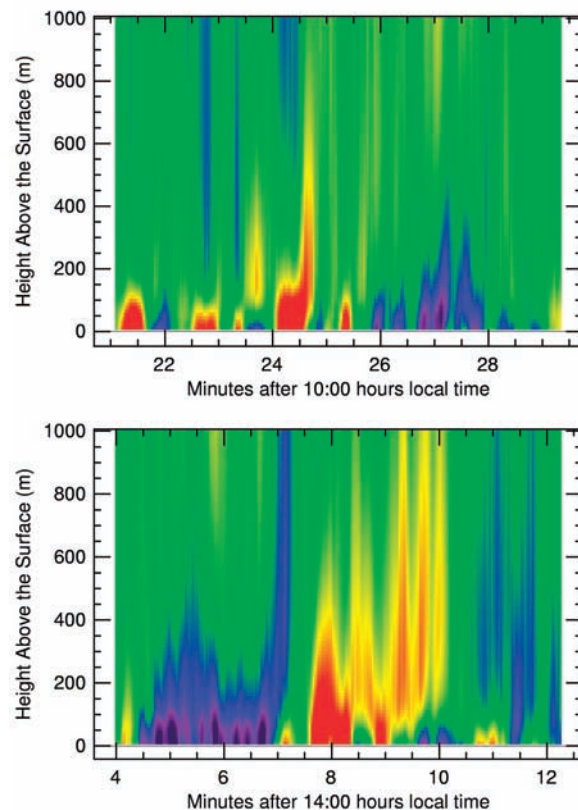 1000
800
600
400
200
0
Height Above the Surface (m)
22 24 26 28
Minutes after 10:00 hours local time
1000
800
600
400
200
0
Height Above the Surface (m)
4 6 8 10 12
Minutes after 14:00 hours local time